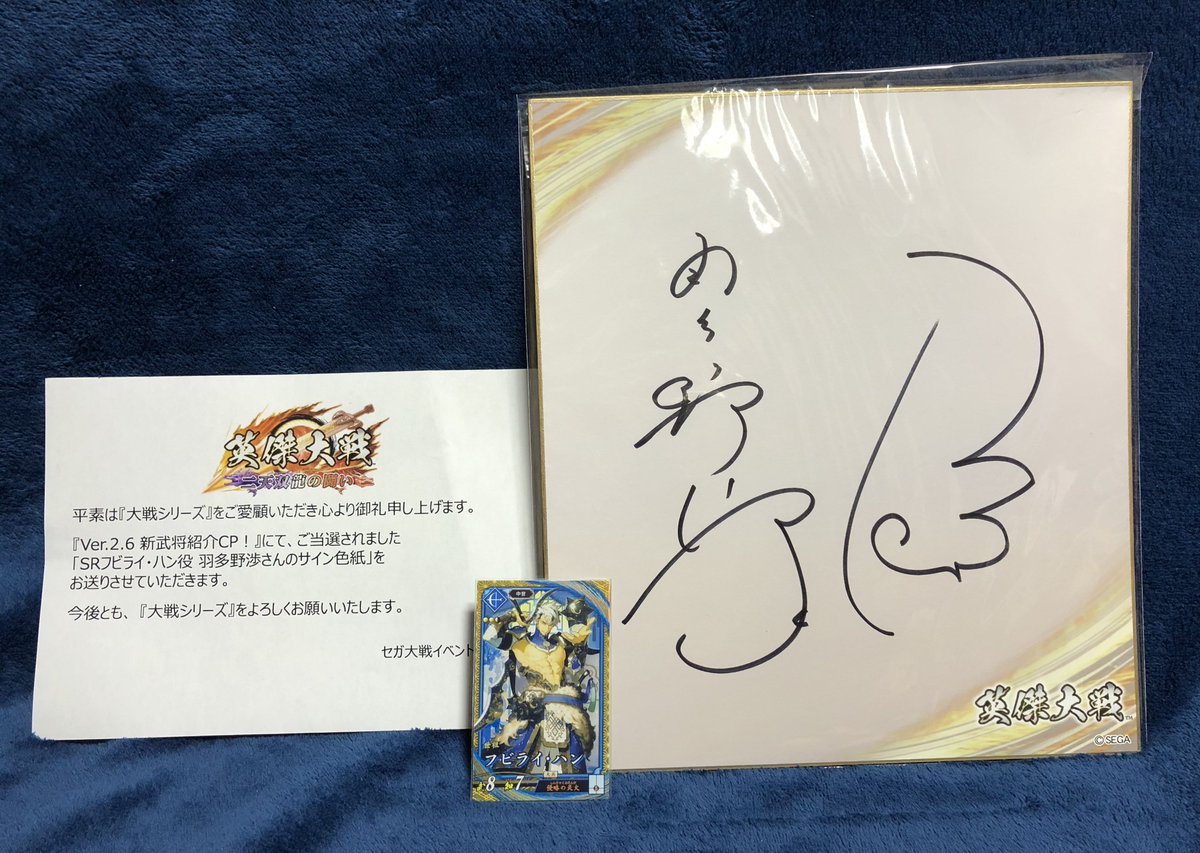 英傑大戦
二天双龍の闘い
平素は『大戦シリーズ』をご愛顧いただき心より御礼申し上げます。
『Ver.2.6 新武将紹介CP！』にて、ご当選されました
「SRフビライ・ハン役 羽多野渉さんのサイン色紙」を
お送りさせていただきます。
今後とも、『大戦シリーズ』をよろしくお願いいたします。
セガ大戦イベント
フビライ・ハン
8 7
侵略の炎火
英傑大戦
©SEGA